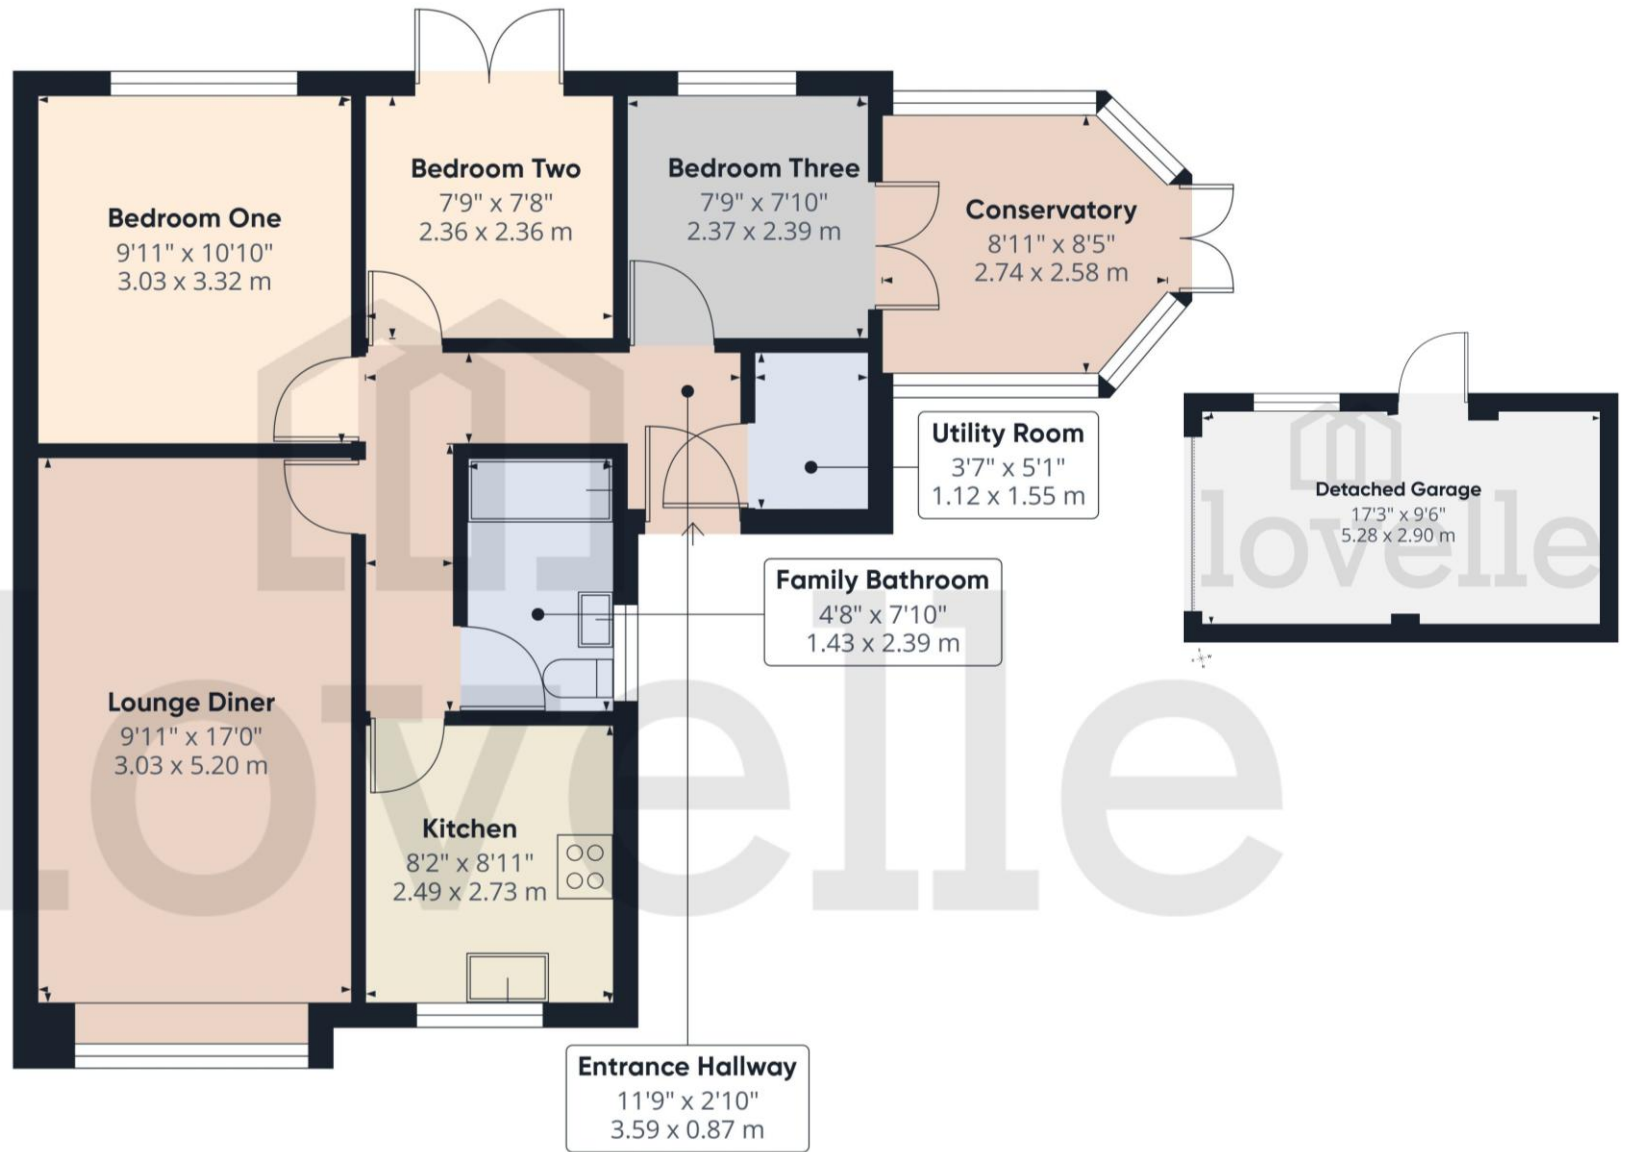 Bedroom One
9'11" x 10'10"
3.03 x 3.32 m
Bedroom Two
7'9" x 7'8"
2.36 x 2.36 m
Bedroom Three
7'9" x 7'10"
2.37 x 2.39 m
Conservatory
8'11" x 8'5"
2.74 x 2.58 m
Utility Room
3'7" x 5'1"
1.12 x 1.55 m
Detached Garage
17'3" x 9'6"
5.28 x 2.90 m
lovelle
Family Bathroom
4'8" x 7'10"
1.43 x 2.39 m
Lounge Diner
9'11" x 17'0"
3.03 x 5.20 m
Kitchen
8'2" x 8'11"
2.49 x 2.73 m
lovelle
Entrance Hallway
11'9" x 2'10"
3.59 x 0.87 m